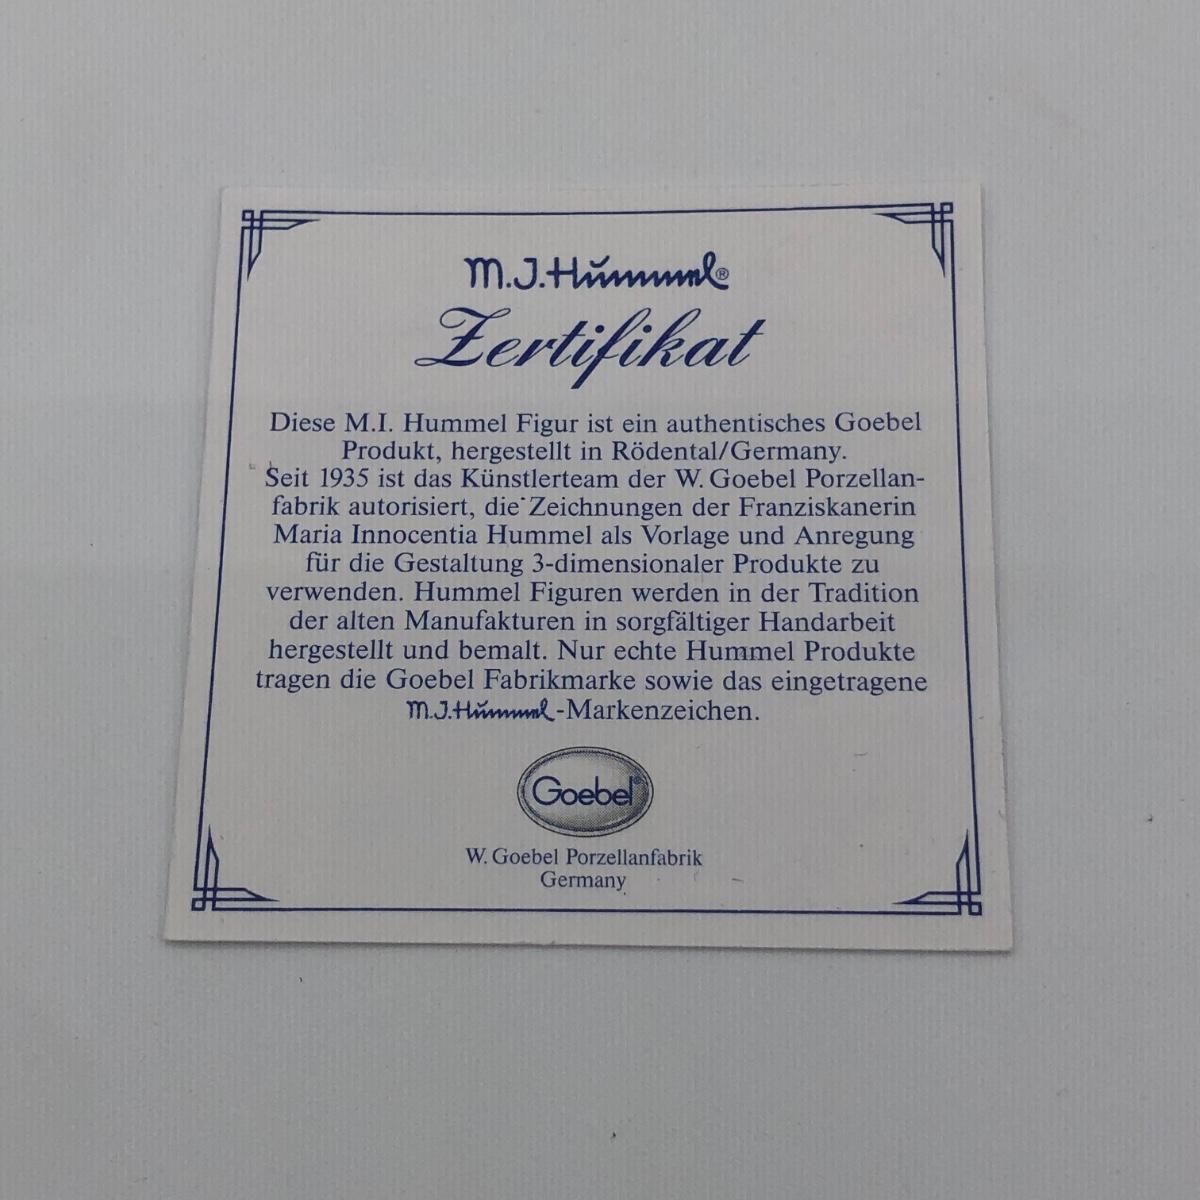 M.J.Hummel®
Zertifikat
Diese M.I. Hummel Figur ist ein authentisches Goebel
Produkt, hergestellt in Rödental/Germany.
Seit 1935 ist das Künstlerteam der W. Goebel Porzellan-
fabrik autorisiert, die Zeichnungen der Franziskanerin
Maria Innocentia Hummel als Vorlage und Anregung
für die Gestaltung 3-dimensionaler Produkte zu
verwenden. Hummel Figuren werden in der Tradition
der alten Manufakturen in sorgfältiger Handarbeit
hergestellt und bemalt. Nur echte Hummel Produkte
tragen die Goebel Fabrikmarke sowie das eingetragene
M.J.Hummel-Markenzeichen.
Goebel®
W. Goebel Porzellanfabrik
Germany